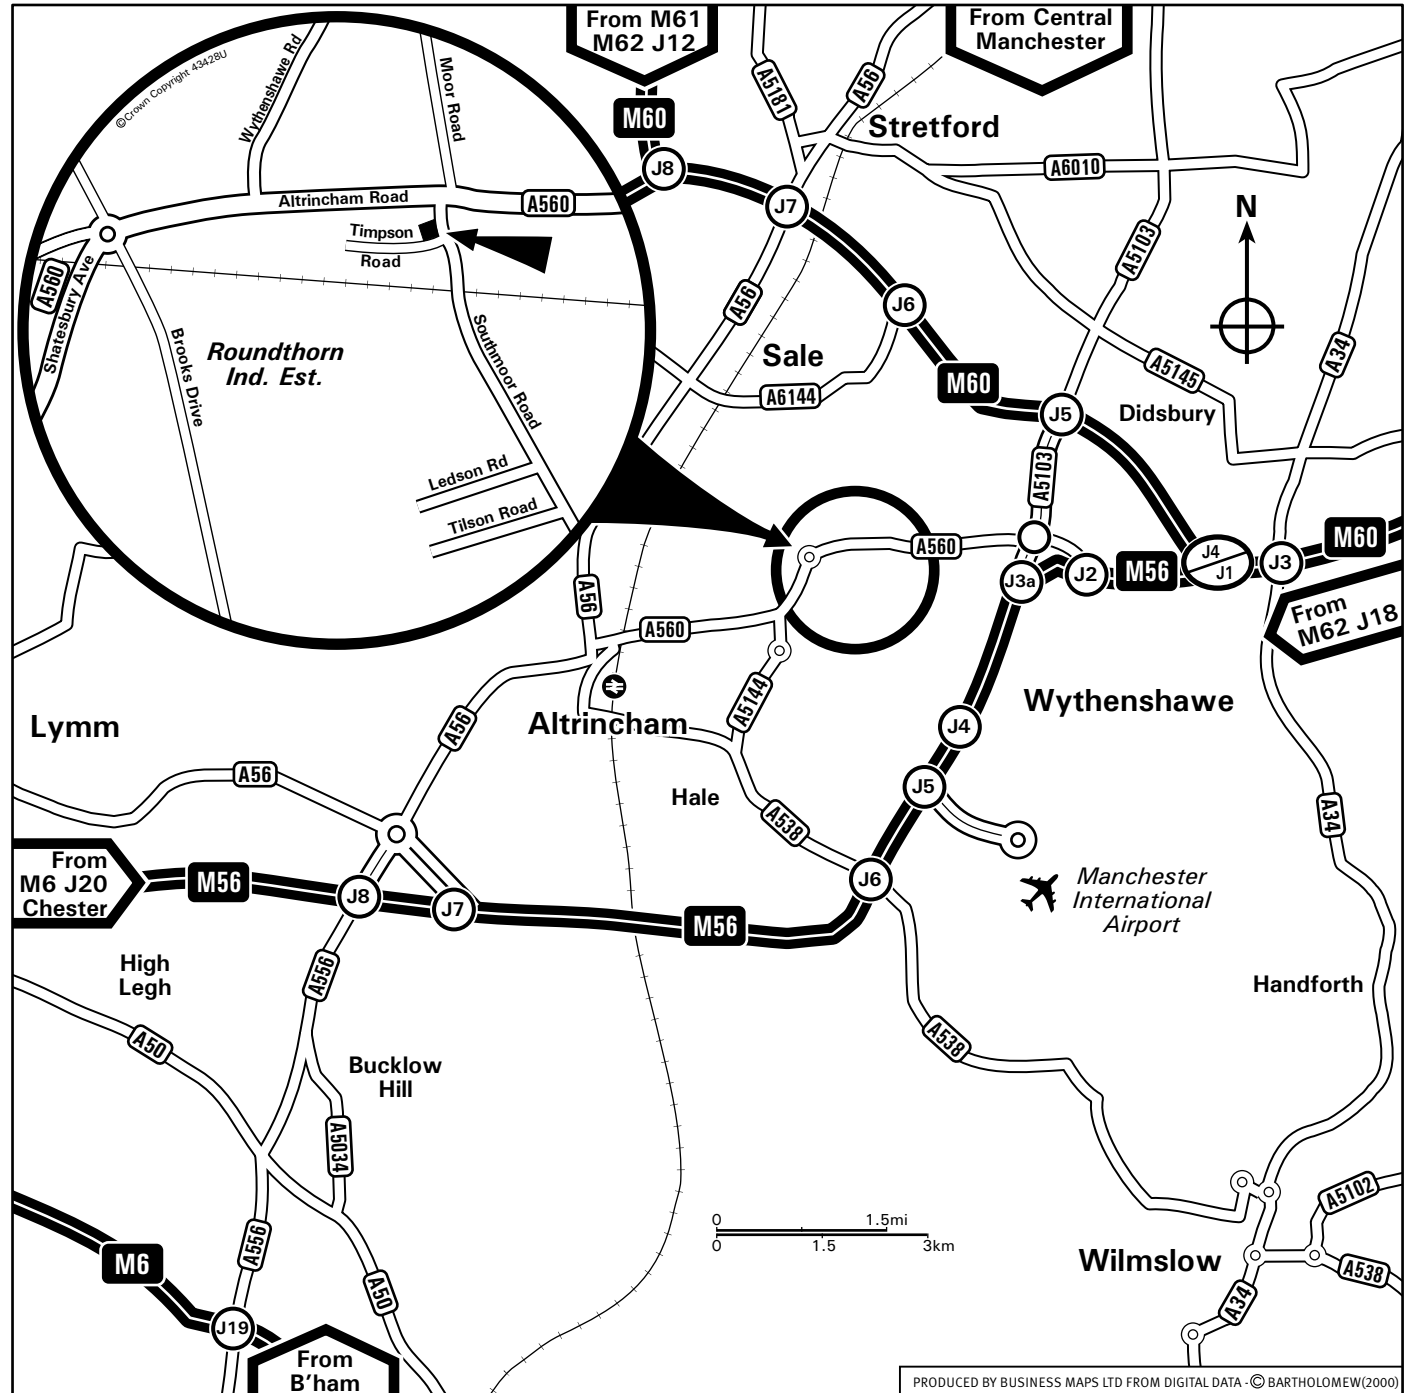 From M61
M62 J12
From Central
Manchester
©Crown Copyright 43428U
Wythenshawe Rd
Moor Road
A5181
A56
M60
Stretford
J8
A6010
Altrincham Road
A560
J7
N
Timpson
Road
A5103
A560
Shatesbury Ave
A56
J6
Roundthorn
Ind. Est.
Brooks Drive
Southmoor Road
Sale
A34
A6144
M60
A5145
J5
Didsbury
Ledson Rd
Tilson Road
A5103
A560
M60
J4
J1
J3
J3a
J2
M56
A56
From
M62 J18
A560
A5144
Wythenshawe
Lymm
A56
Altrincham
J4
A56
J5
Hale
A538
A34
From
M6 J20
Chester
M56
J8
J7
M56
J6
Manchester
International
Airport
High
Legh
A556
Handforth
A50
A538
Bucklow
Hill
A5034
A5102
0
1.5mi
0
1.5
3km
A556
M6
Wilmslow
A538
A50
A34
J19
From
B'ham
PRODUCED BY BUSINESS MAPS LTD FROM DIGITAL DATA - © BARTHOLOMEW(2000)